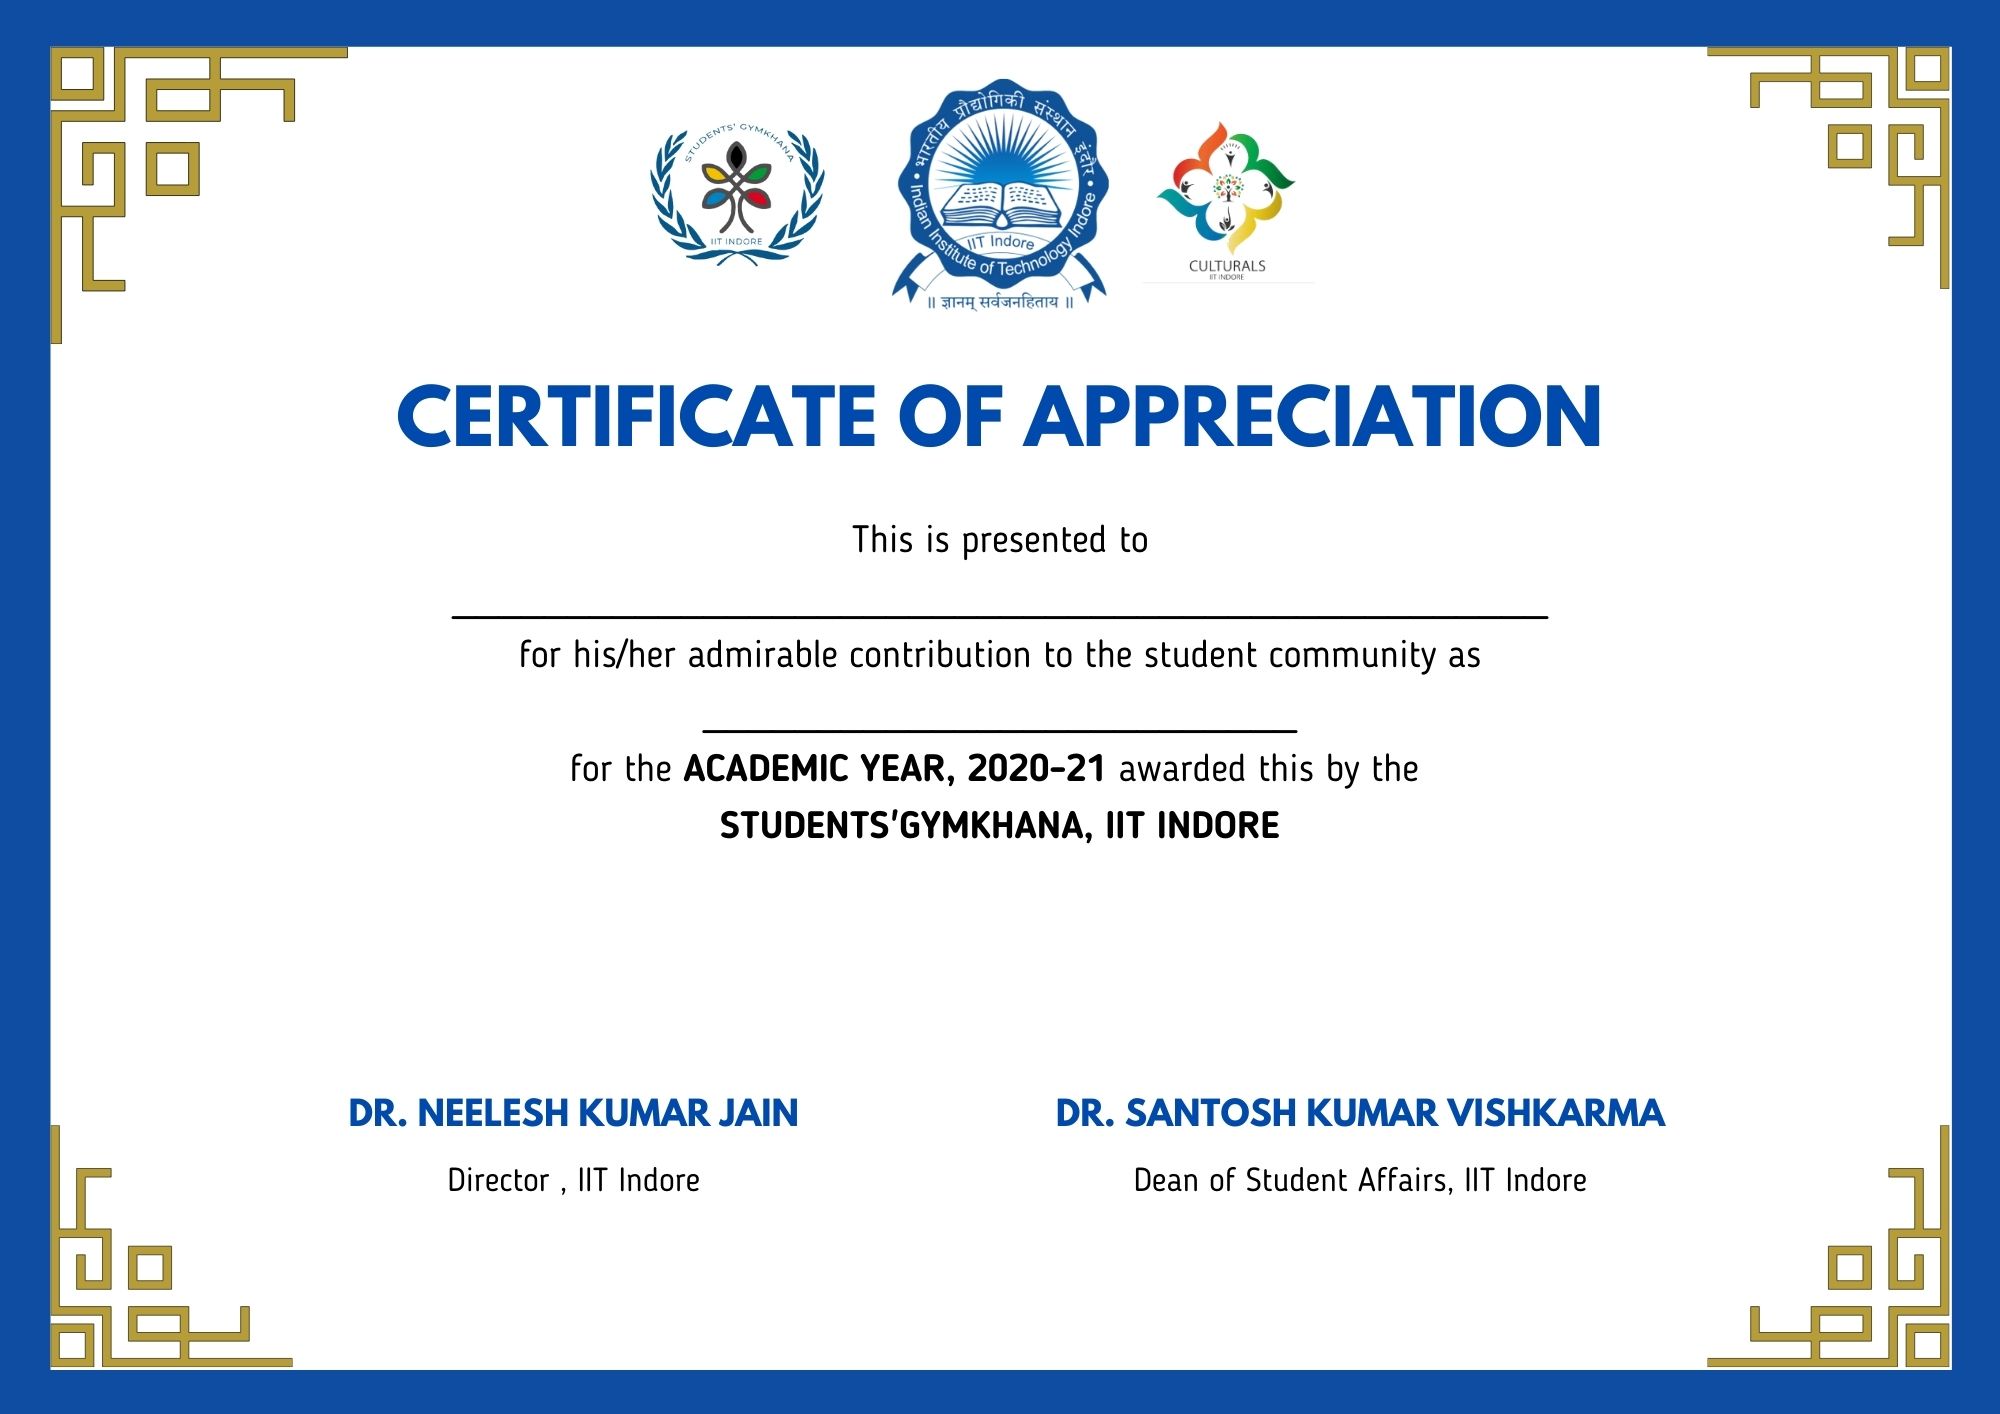 STUDENTS' GYMKHANA
IIT INDORE
भारतीय प्रौद्योगिकी संस्थान इंदौर
Indian Institute of Technology Indore
IIT Indore
॥ ज्ञानम् सर्वजनहिताय ॥
CULTURALS
IIT INDORE
CERTIFICATE OF APPRECIATION
This is presented to
for his/her admirable contribution to the student community as
for the ACADEMIC YEAR, 2020-21 awarded this by the
STUDENTS'GYMKHANA, IIT INDORE
DR. NEELESH KUMAR JAIN
Director , IIT Indore
DR. SANTOSH KUMAR VISHKARMA
Dean of Student Affairs, IIT Indore